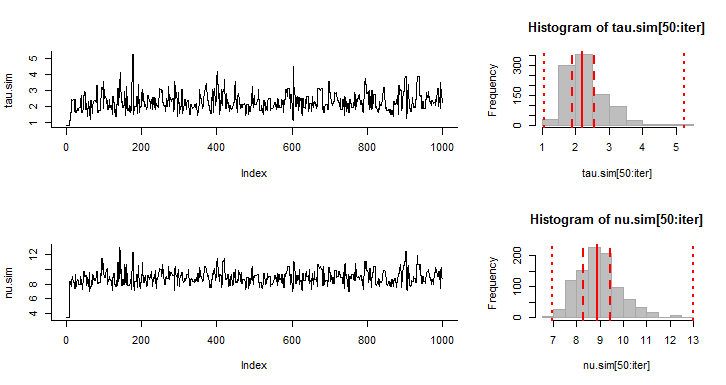 Histogram of tau.sim[50:iter]
tau.sim
5
4
3
2
1
0 200 400 600 800 1000
Index
Frequency
350
150
0
1 2 3 4 5
tau.sim[50:iter]
Histogram of nu.sim[50:iter]
nu.sim
12
8
6
4
0 200 400 600 800 1000
Index
Frequency
200
100
0
7 8 9 10 11 12 13
nu.sim[50:iter]